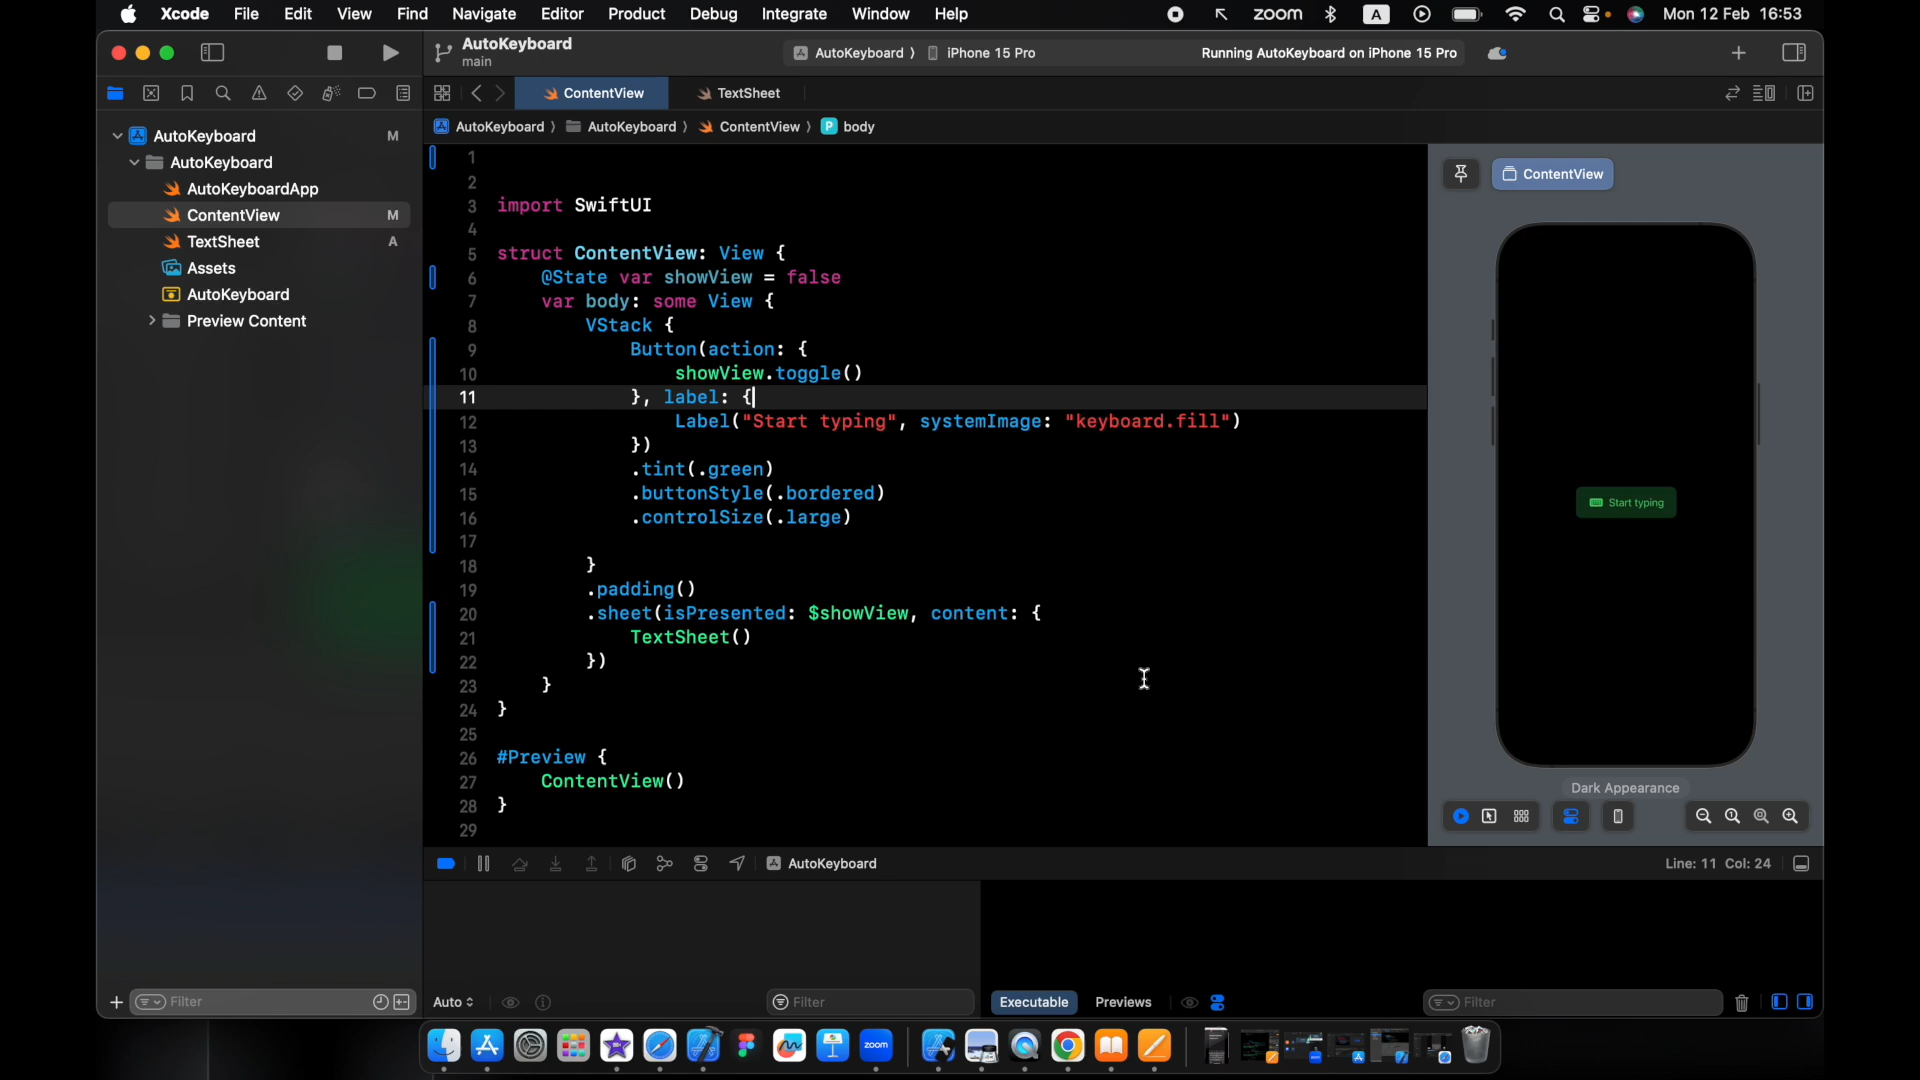 Xcode File Edit View Find Navigate Editor Product Debug Integrate Window Help zoom A Mon 12 Feb 16:53
AutoKeyboard
main
AutoKeyboard iPhone 15 Pro
Running AutoKeyboard on iPhone 15 Pro
ContentView TextSheet
AutoKeyboard AutoKeyboard ContentView P body
AutoKeyboard M
AutoKeyboard
AutoKeyboardApp
ContentView M
TextSheet A
Assets
AutoKeyboard
Preview Content
1
2
3 import SwiftUI
4
5 struct ContentView: View {
6 @State var showView = false
7 var body: some View {
8 VStack {
9 Button(action: {
10 showView.toggle()
11 }, label: {
12 Label("Start typing", systemImage: "keyboard.fill")
13 })
14 .tint(.green)
15 .buttonStyle(.bordered)
16 .controlSize(.large)
17
18 }
19 .padding()
20 .sheet(isPresented: $showView, content: {
21 TextSheet()
22 })
23 }
24 }
25
26 #Preview {
27 ContentView()
28 }
29
ContentView
Start typing
Dark Appearance
AutoKeyboard
Line: 11 Col: 24
Filter
Auto
Filter
Executable Previews
Filter
zoom